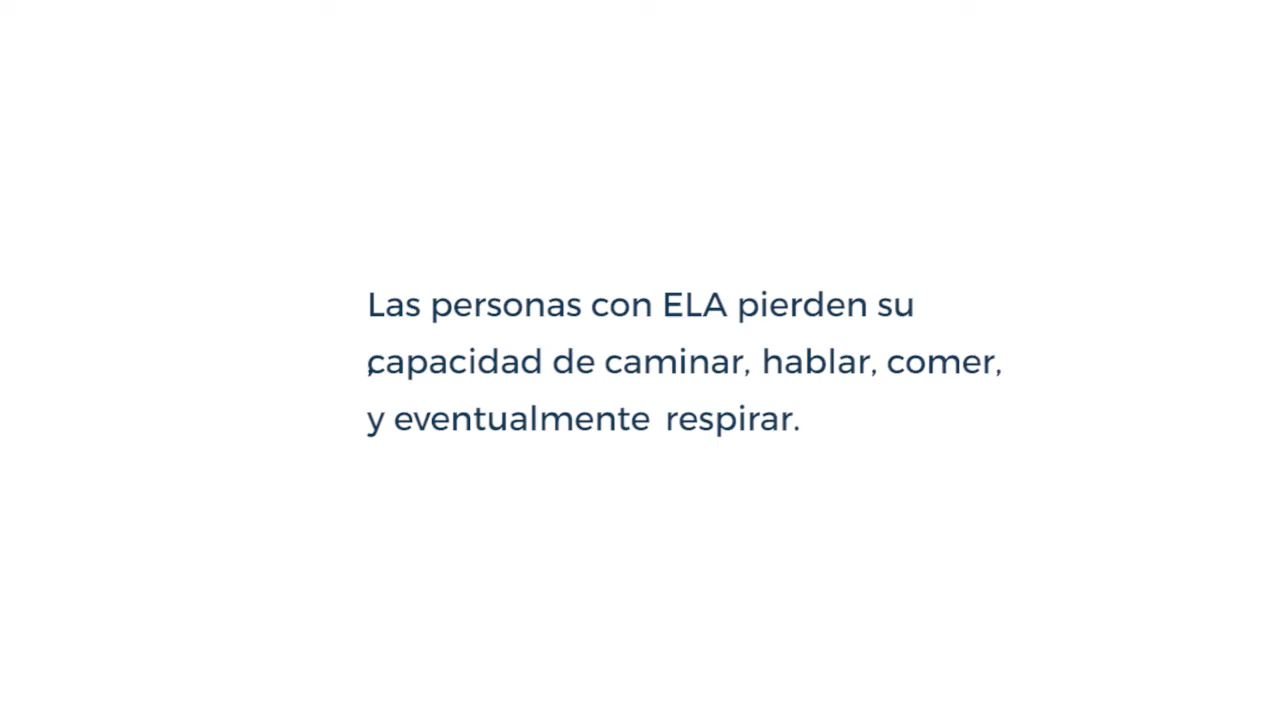 Las personas con ELA pierden su
capacidad de caminar, hablar, comer,
y eventualmente respirar.